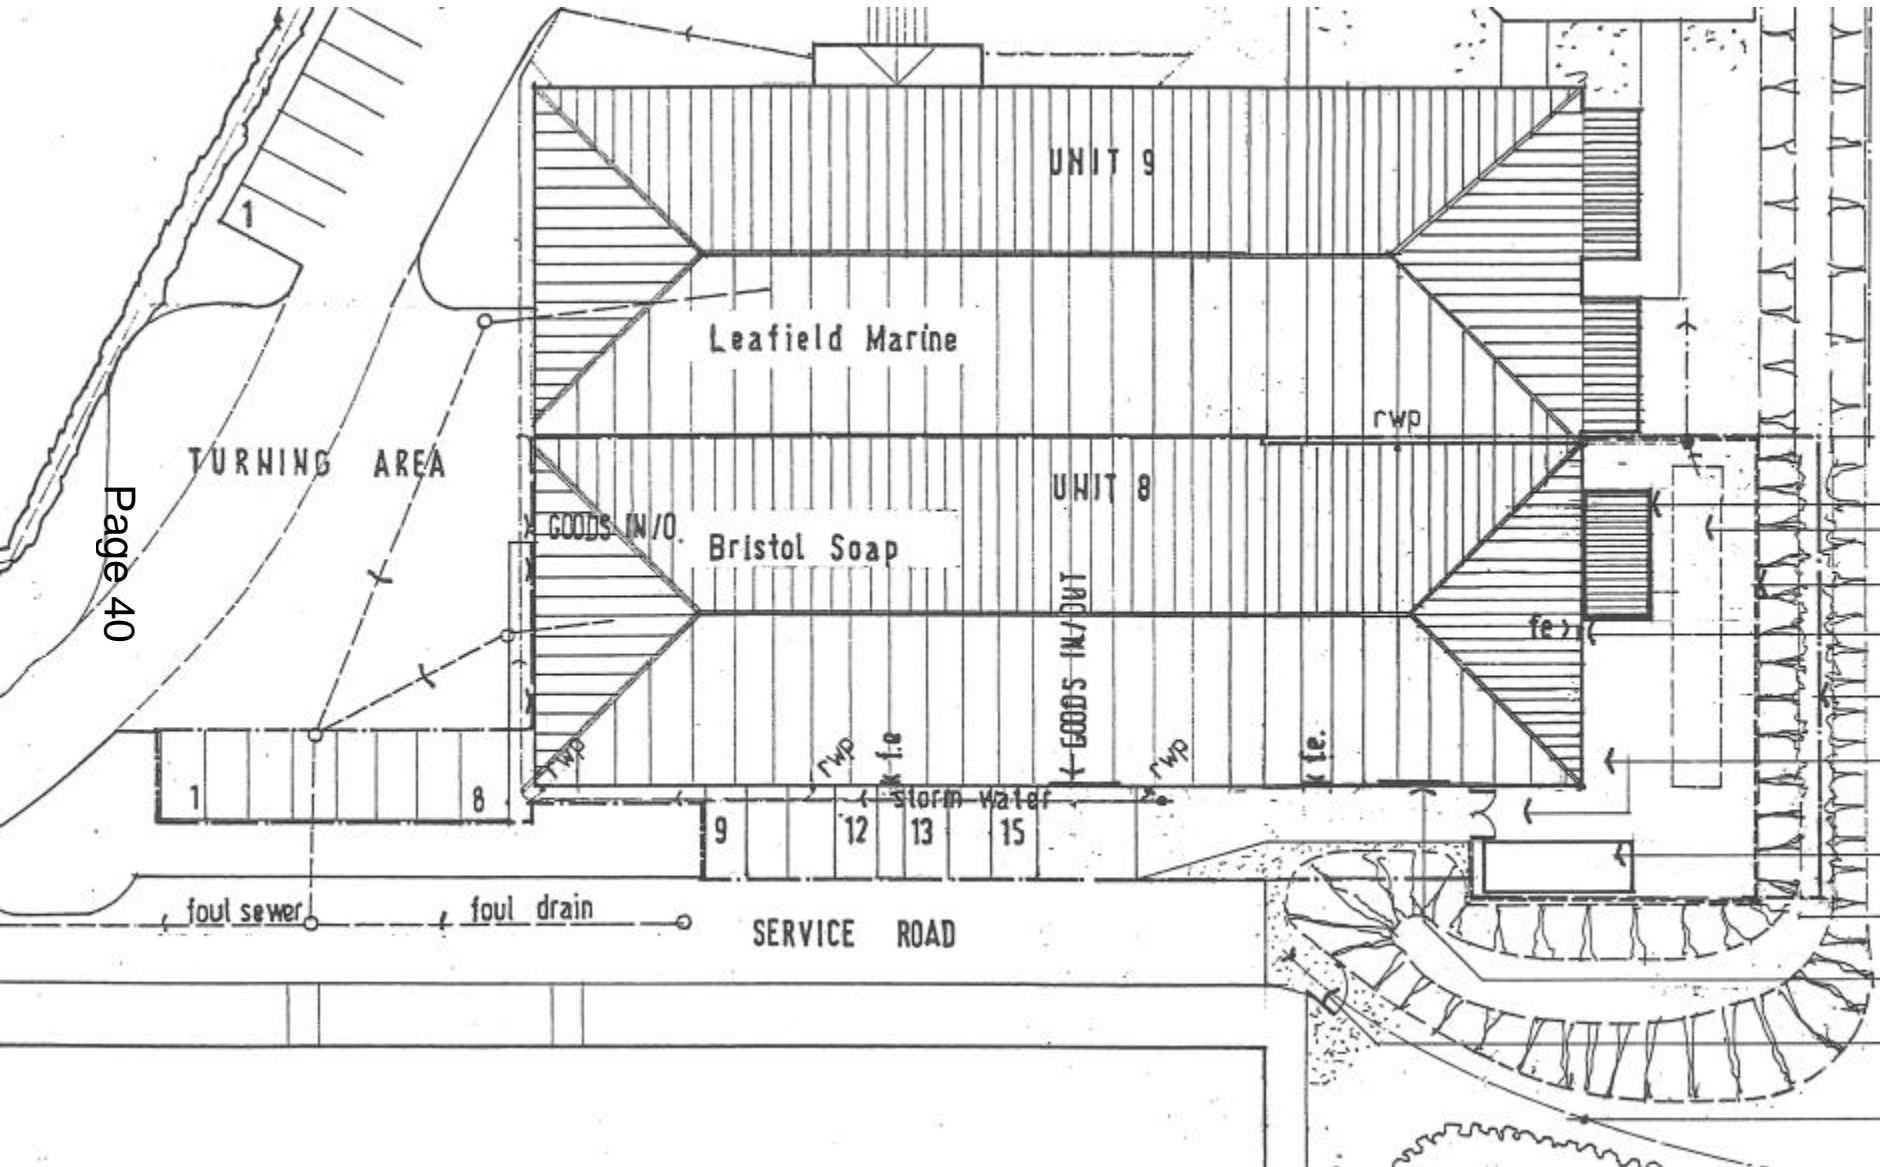 UNIT 9
1
Leafield Marine
rwp
TURNING AREA
UNIT 8
Page 40
GOODS IN/O.
Bristol Soap
GOODS IN/OUT
fe
rwp
rwp
f.e
rwp
f.e.
1
8
storm water
9
12
13
15
foul sewer
foul drain
SERVICE ROAD